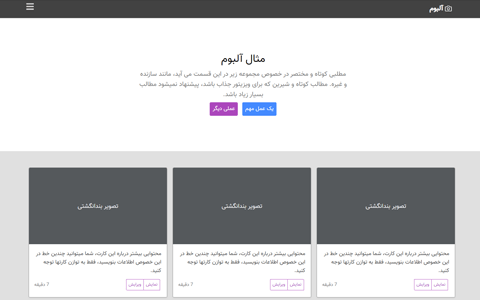 آلبوم
مثال آلبوم
مطلبی کوتاه و مختصر در خصوص مجموعه زیر در این قسمت می آید، مانند سازنده
و غیره. مطالب کوتاه و شیرین که برای ویزیتور جذاب باشد، پیشنهاد نمیشود مطالب
بسیار زیاد باشد.
یک عمل مهم
عملی دیگر
تصویر بندانگشتی
محتوایی بیشتر درباره این کارت، شما میتوانید چندین خط در
این خصوص اطلاعات بنویسید، فقط به توازن کارتها توجه
کنید.
نمایش
ویرایش
7 دقیقه
تصویر بندانگشتی
محتوایی بیشتر درباره این کارت، شما میتوانید چندین خط در
این خصوص اطلاعات بنویسید، فقط به توازن کارتها توجه
کنید.
نمایش
ویرایش
7 دقیقه
تصویر بندانگشتی
محتوایی بیشتر درباره این کارت، شما میتوانید چندین خط در
این خصوص اطلاعات بنویسید، فقط به توازن کارتها توجه
کنید.
نمایش
ویرایش
7 دقیقه